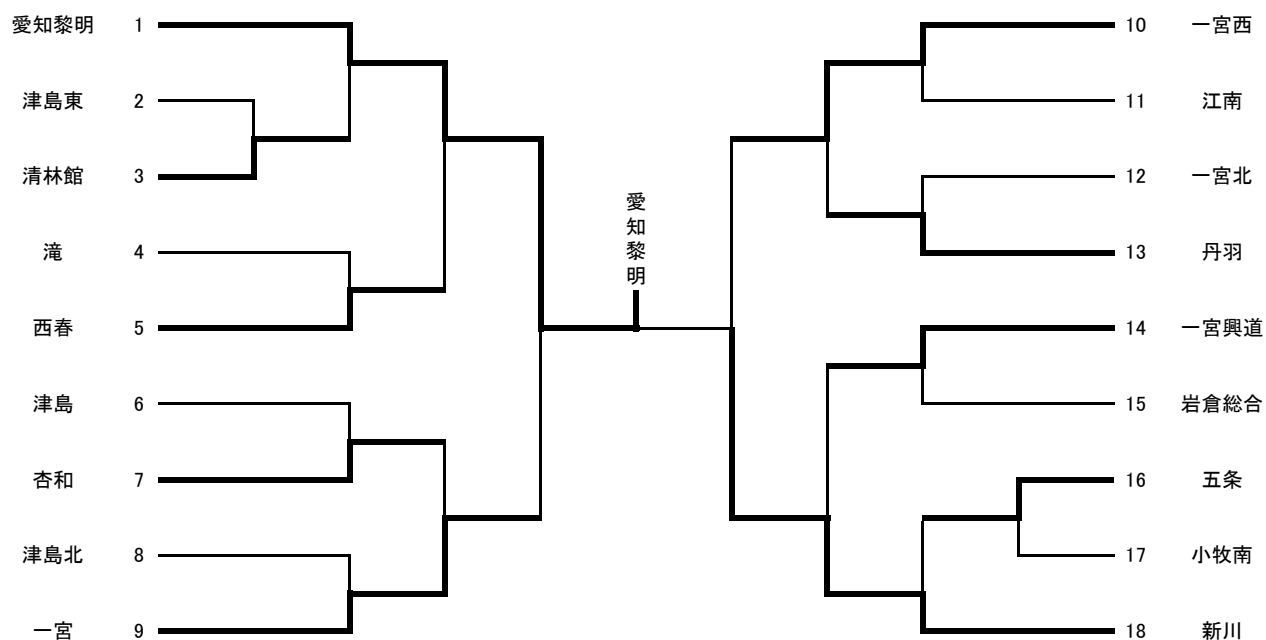 愛知黎明 1
津島東 2
清林館 3
滝 4
西春 5
津島 6
杏和 7
津島北 8
一宮 9
愛知黎明
10 一宮西
11 江南
12 一宮北
13 丹羽
14 一宮興道
15 岩倉総合
16 五条
17 小牧南
18 新川